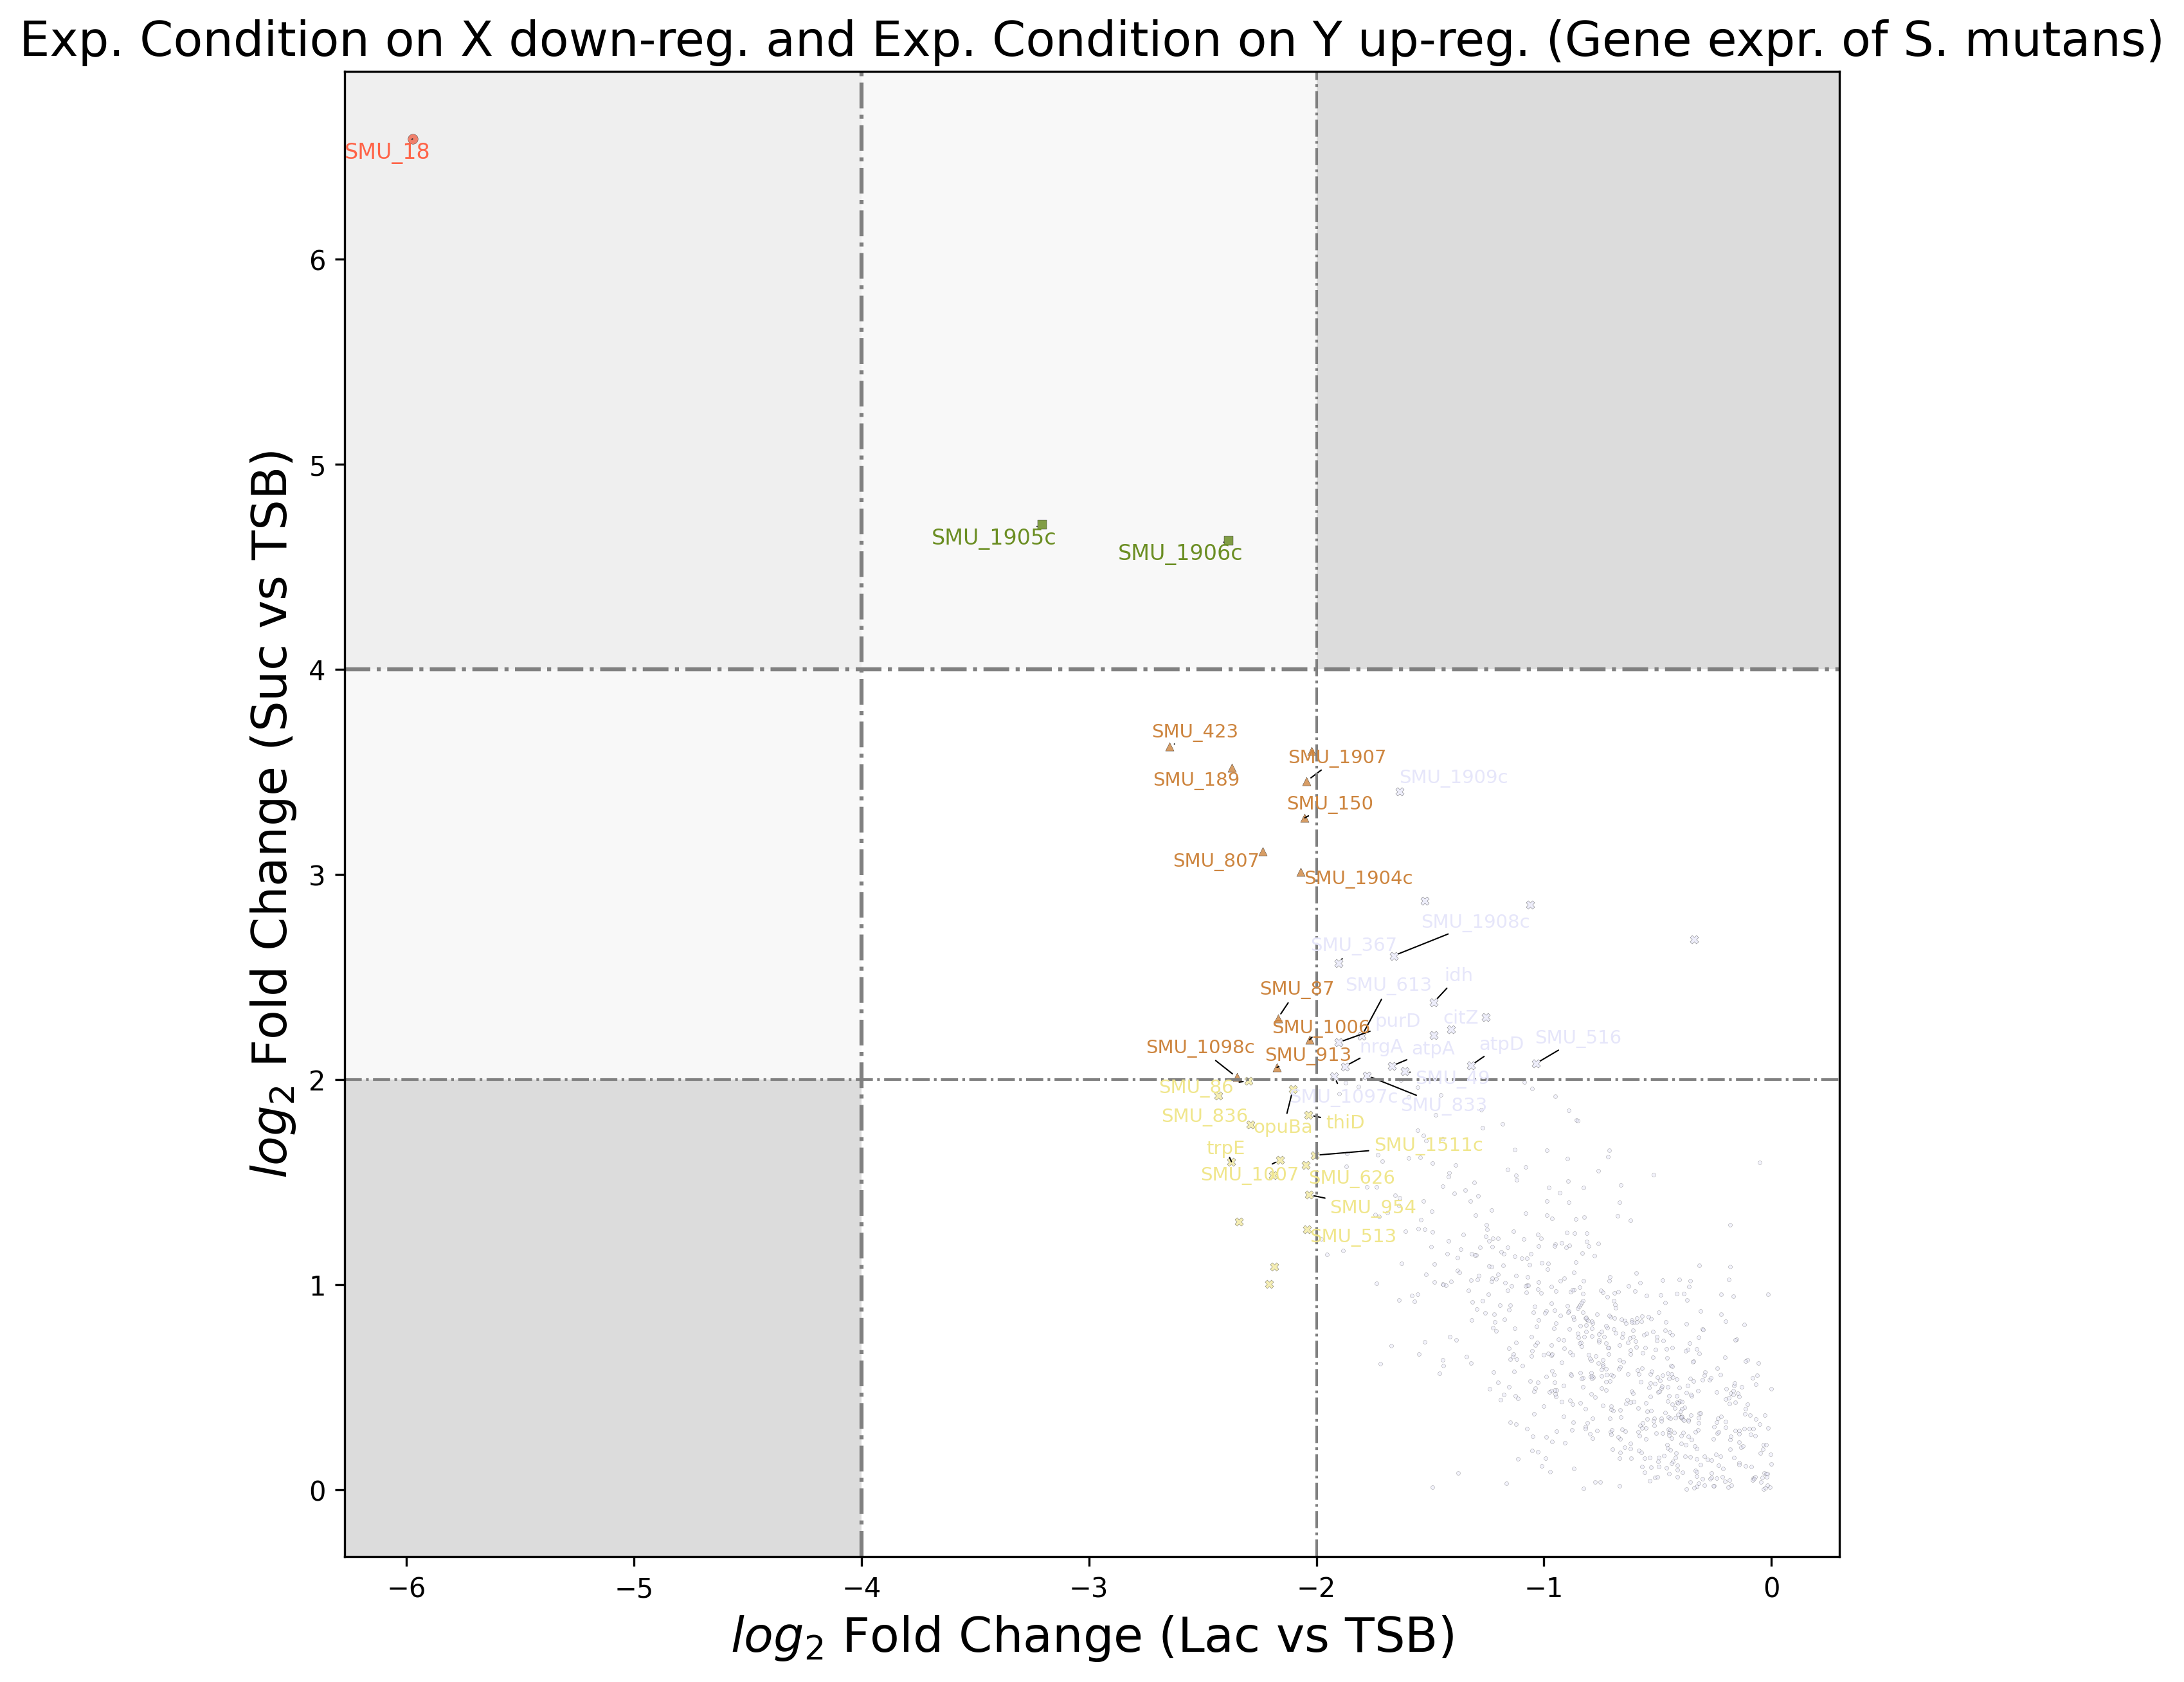 Exp. Condition on X down-reg. and Exp. Condition on Y up-reg. (Gene expr. of S. mutans)
SMU_18
6
5
SMU_1905c
SMU_1906c
4
SMU_423
SMU_1907
SMU_189
SMU_1909c
SMU_150
SMU_807
3
SMU_1904c
SMU_1908c
SMU_367
idh
SMU_613
SMU_87
citZ
purD
SMU_1006
SMU_516
atpD
nrgA
atpA
SMU_1098c
SMU_913
2
SMU_49
SMU_86
SMU_1097c
SMU_833
SMU_836
thiD
opuBa
trpE
SMU_1511c
SMU_1007
SMU_626
SMU_954
SMU_513
1
0
−6
−5
−4
−3
−2
−1
0
log2 Fold Change (Lac vs TSB)
log2 Fold Change (Suc vs TSB)